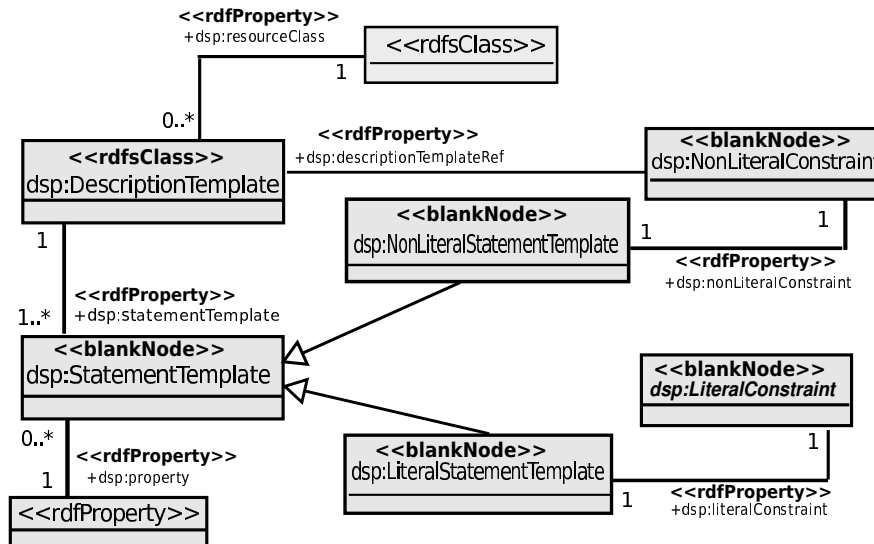 <<rdfProperty>>
+dsp:resourceClass
<<rdfsClass>>
1
0..*
<<rdfProperty>>
+dsp:descriptionTemplateRef
<<rdfsClass>>
dsp:DescriptionTemplate
<<blankNode>>
dsp:NonLiteralConstraint
<<blankNode>>
dsp:NonLiteralStatementTemplate
1
1
1
<<rdfProperty>>
+dsp:nonLiteralConstraint
<<rdfProperty>>
+dsp:statementTemplate
1..*
<<blankNode>>
dsp:StatementTemplate
<<blankNode>>
dsp:LiteralConstraint
0..*
<<rdfProperty>>
+dsp:property
1
<<blankNode>>
dsp:LiteralStatementTemplate
1
1
<<rdfProperty>>
+dsp:literalConstraint
<<rdfProperty>>